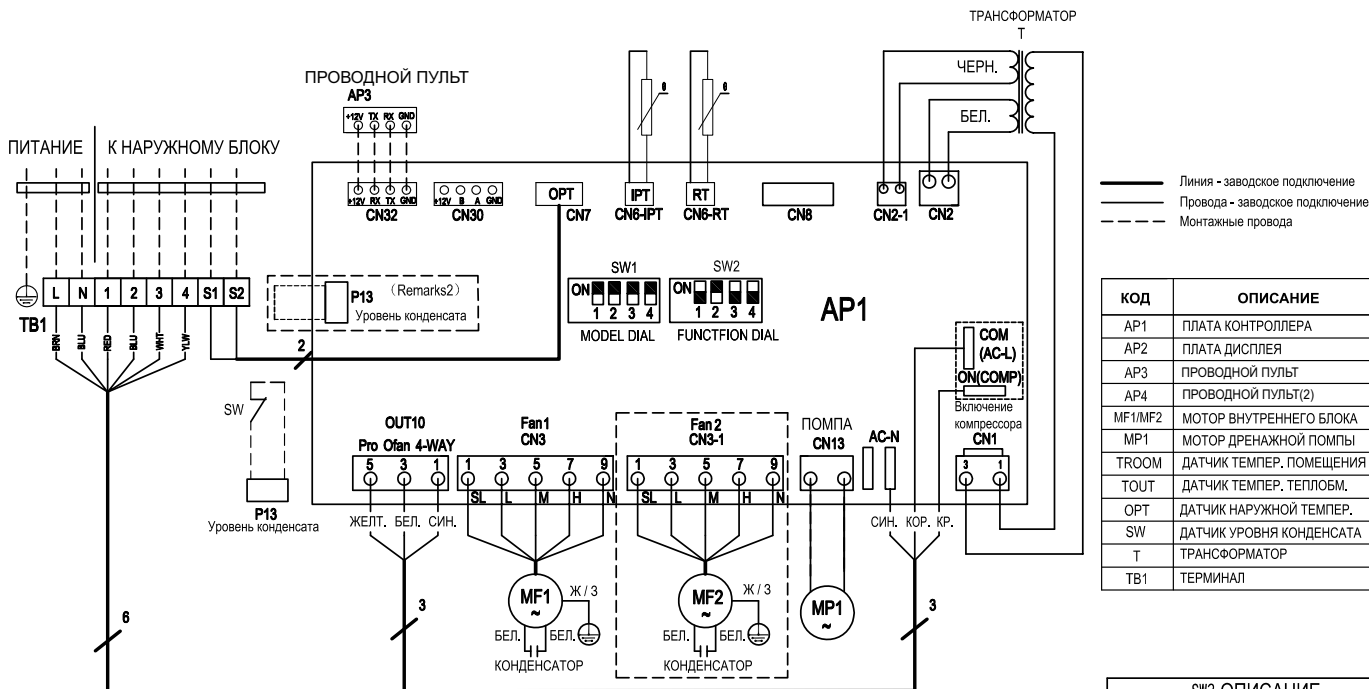 ТРАНСФОРМАТОР
T
ЧЕРН.
БЕЛ.
ПРОВОДНОЙ ПУЛЬТ
AP3
+12V TX RX GND
θ
θ
ПИТАНИЕ
К НАРУЖНОМУ БЛОКУ
+12V RX TX GND
CN32
+12V B A GND
CN30
OPT
CN7
IPT
CN6-IPT
RT
CN6-RT
CN8
CN2-1
CN2
Линия - заводское подключение
Провода - заводское подключение
Монтажные провода
L N 1 2 3 4 S1 S2
TB1
BRN BLU RED BLU WHT YLW
P13
(Remarks2)
Уровень конденсата
2
SW1
ON
1 2 3 4
MODEL DIAL
SW2
ON
1 2 3 4
FUNCTFION DIAL
AP1
COM
(AC-L)
ON(COMP)
Включение
компрессора
CN1
3 1
SW
P13
Уровень конденсата
OUT10
Pro Ofan 4-WAY
5 3 1
ЖЕЛТ. БЕЛ. СИН.
Fan1
CN3
1 3 5 7 9
SL L M H N
Fan 2
CN3-1
1 3 5 7 9
SL L M H N
ПОМПА
CN13
AC-N
СИН. КОР. КР.
MF1
~
Ж / З
БЕЛ. БЕЛ.
КОНДЕНСАТОР
MF2
~
Ж / З
БЕЛ. БЕЛ.
КОНДЕНСАТОР
MP1
~
6
3
3
КОД ОПИСАНИЕ
AP1 ПЛАТА КОНТРОЛЛЕРА
AP2 ПЛАТА ДИСПЛЕЯ
AP3 ПРОВОДНОЙ ПУЛЬТ
AP4 ПРОВОДНОЙ ПУЛЬТ(2)
MF1/MF2 МОТОР ВНУТРЕННЕГО БЛОКА
MP1 МОТОР ДРЕНАЖНОЙ ПОМПЫ
TROOM ДАТЧИК ТЕМПЕР. ПОМЕЩЕНИЯ
TOUT ДАТЧИК ТЕМПЕР. ТЕПЛОБМ.
OPT ДАТЧИК НАРУЖНОЙ ТЕМПЕР.
SW ДАТЧИК УРОВНЯ КОНДЕНСАТА
T ТРАНСФОРМАТОР
TB1 ТЕРМИНАЛ
SW2 ОПИСАНИЕ